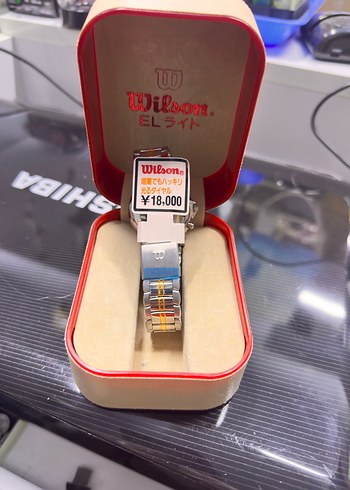 W
Wilson®
ELライト
Wilson®
暗闇でもハッキリ
光るダイヤル
¥18,000
W
TOSHIBA